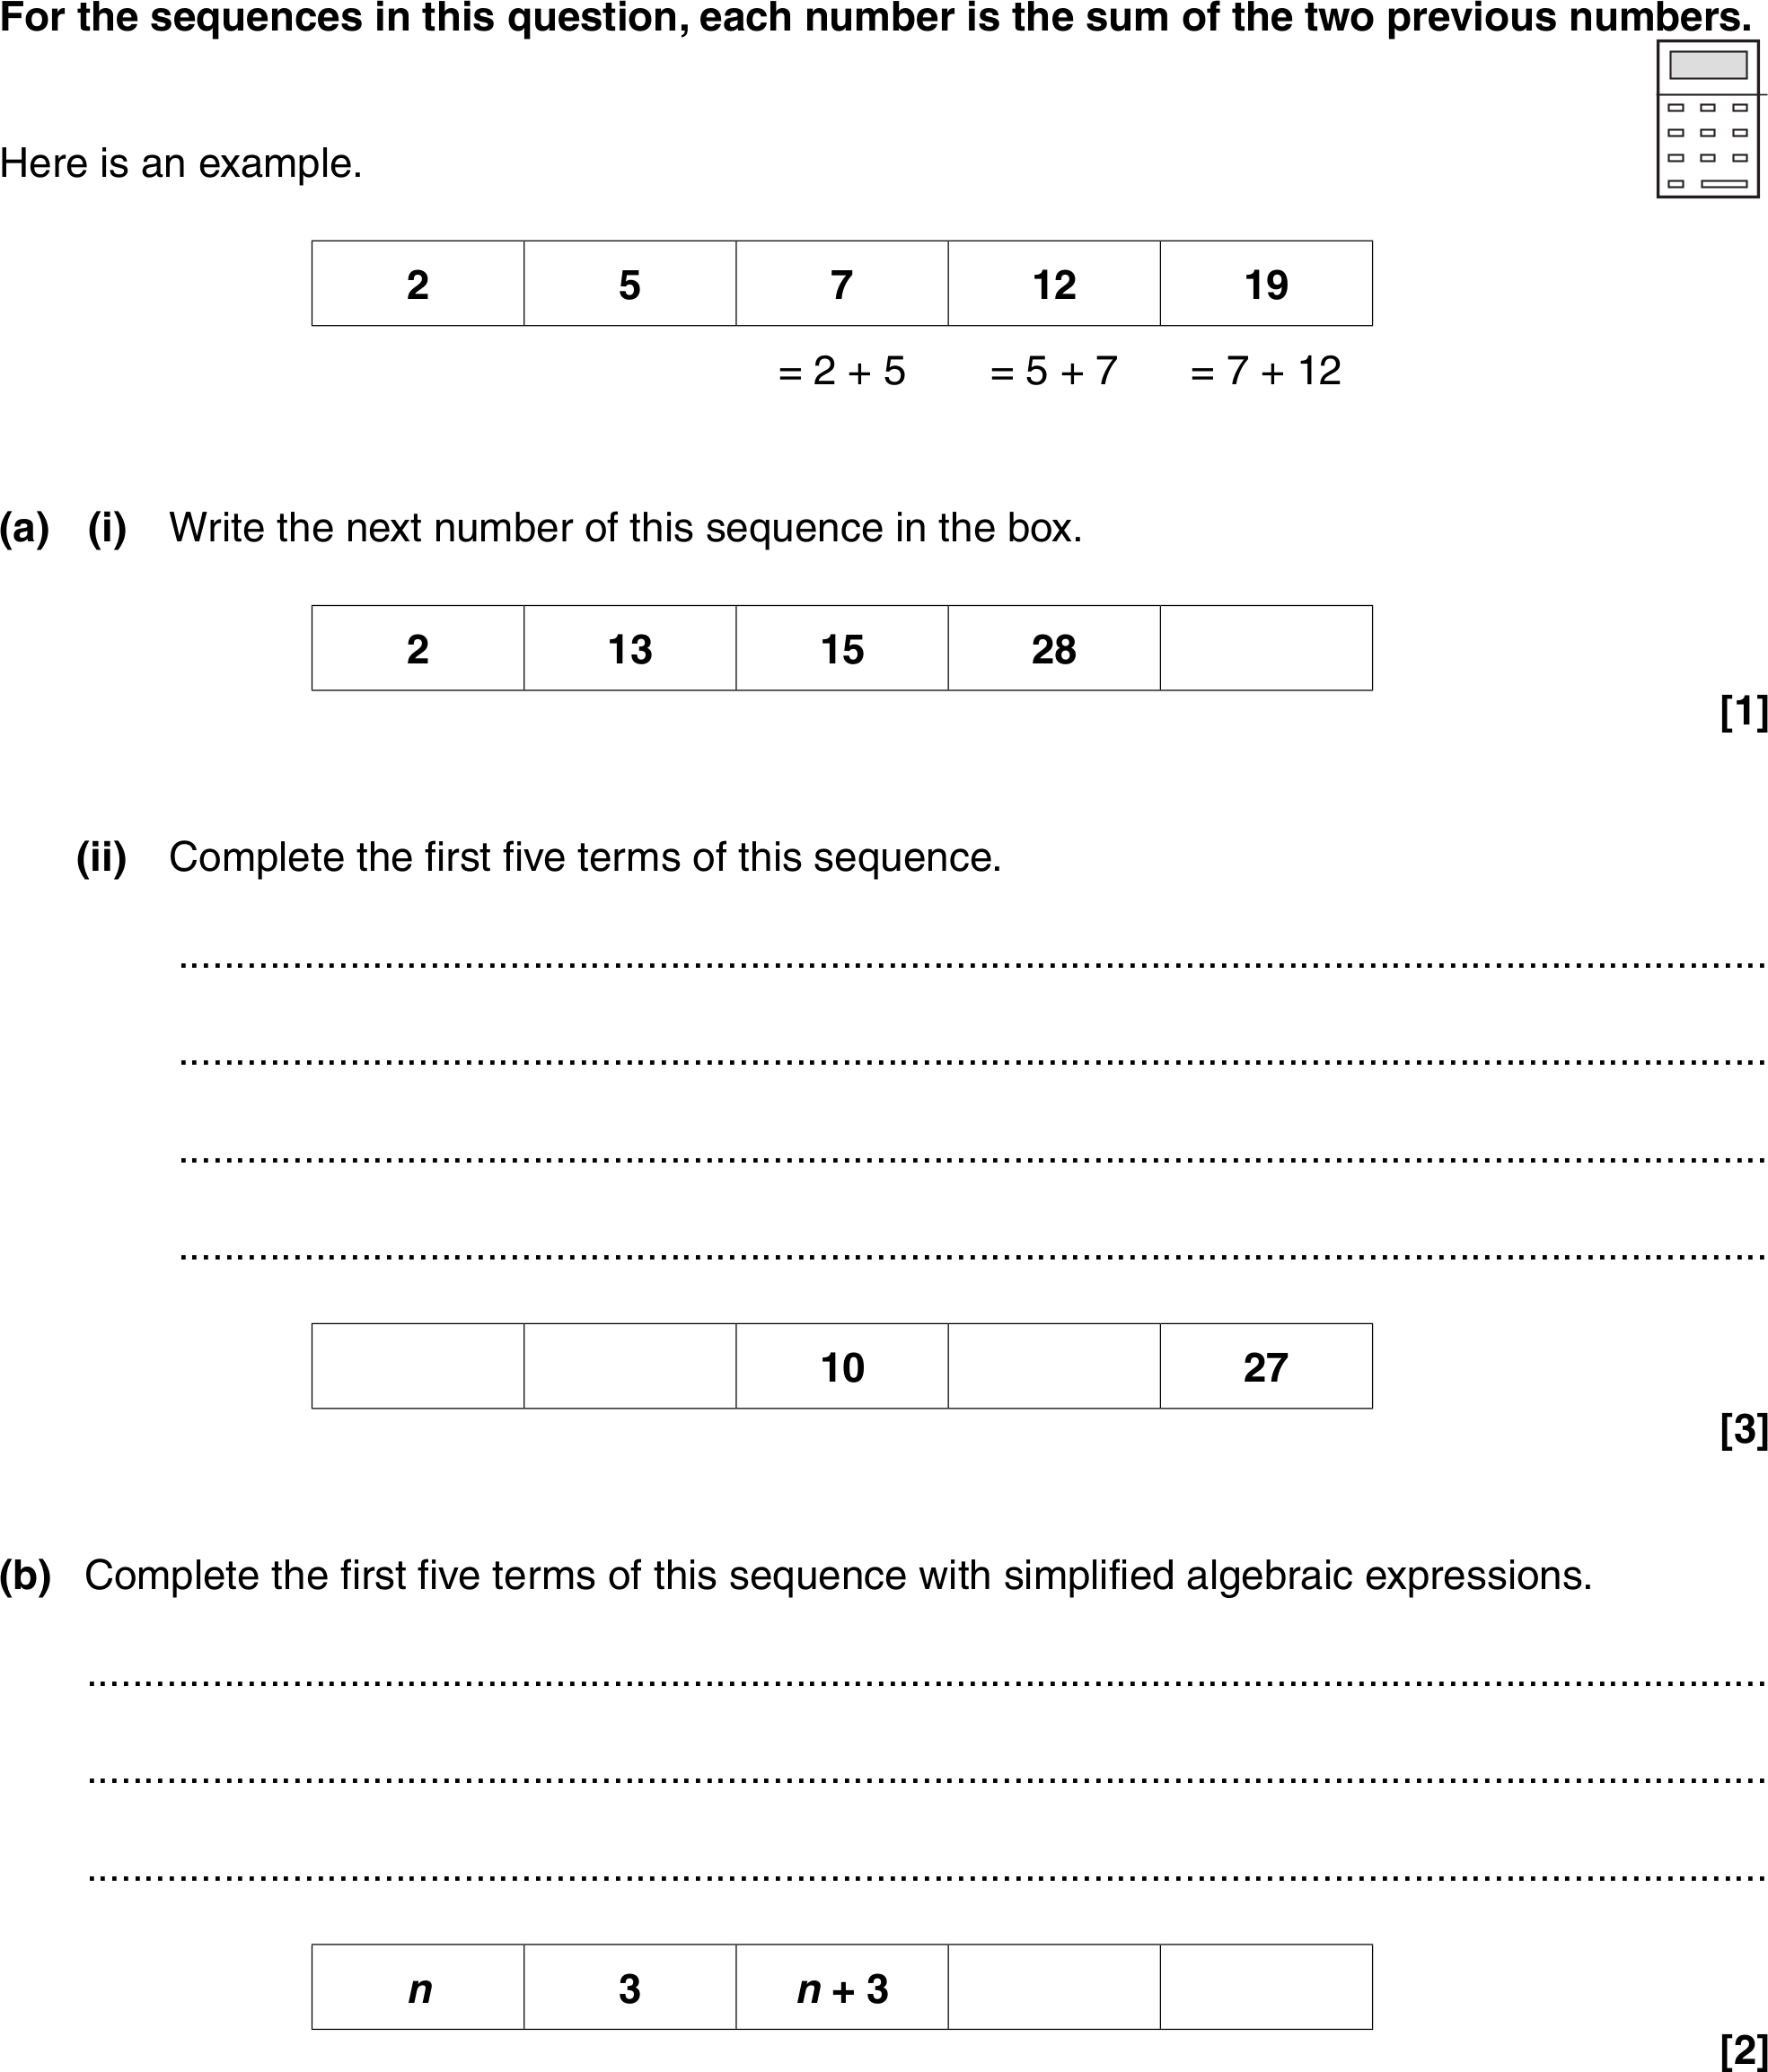 For the sequences in this question, each number is the sum of the two previous numbers.
Here is an example.
2 5 7 12 19
= 2 + 5 = 5 + 7 = 7 + 12
(a) (i) Write the next number of this sequence in the box.
2 13 15 28
[1]
(ii) Complete the first five terms of this sequence.
10 27
[3]
(b) Complete the first five terms of this sequence with simplified algebraic expressions.
n 3 n + 3
[2]